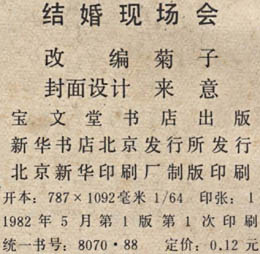 结婚现场会
改编菊子
封面设计 来意
宝文堂书店出版
新华书店北京发行所发行
北京新华印刷厂制版印刷
开本：787×1092毫米 1/64 印张：1
1982年5月第1版第1次印刷
统一书号：8070·88 定价：0.12元